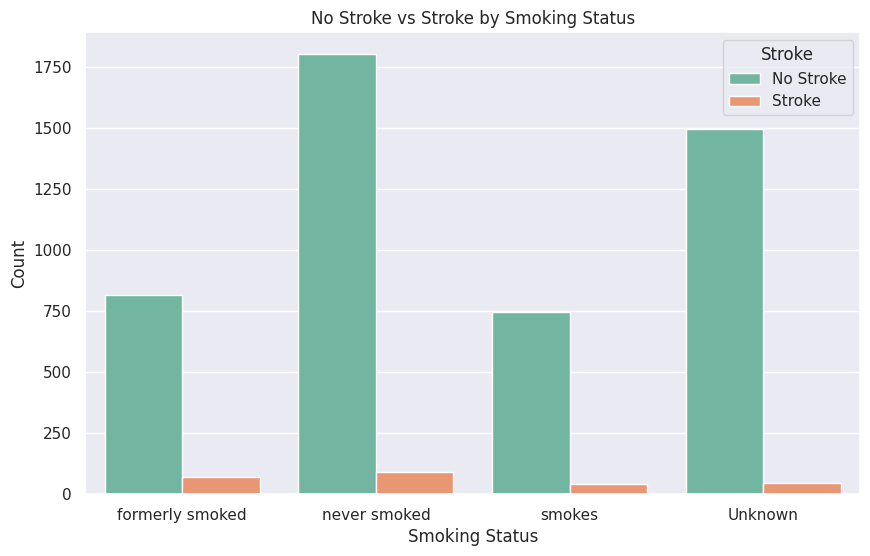 No Stroke vs Stroke by Smoking Status
Stroke
No Stroke
Stroke
Count
1750
1500
1250
1000
750
500
250
0
formerly smoked
never smoked
smokes
Unknown
Smoking Status